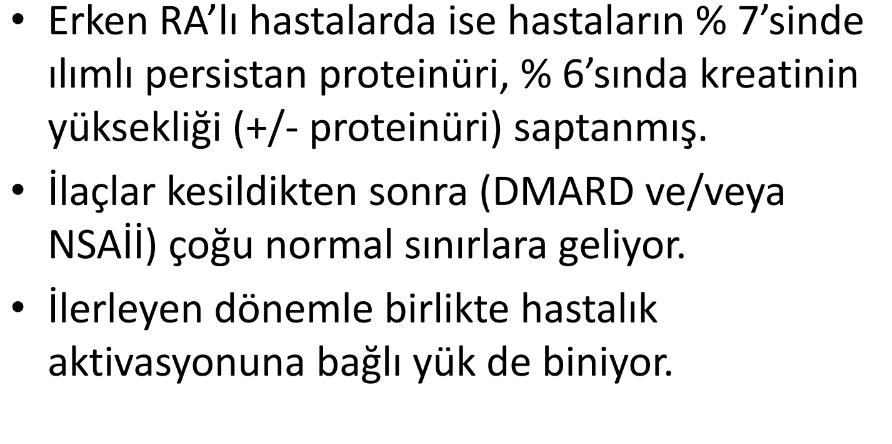 • Erken RA'lı hastalarda ise hastaların % 7'sinde
ılımlı persistan proteinüri, % 6'sında kreatinin
yüksekliği (+/- proteinüri) saptanmış.
• İlaçlar kesildikten sonra (DMARD ve/veya
NSAİİ) çoğu normal sınırlara geliyor.
• İlerleyen dönemle birlikte hastalık
aktivasyonuna bağlı yük de biniyor.